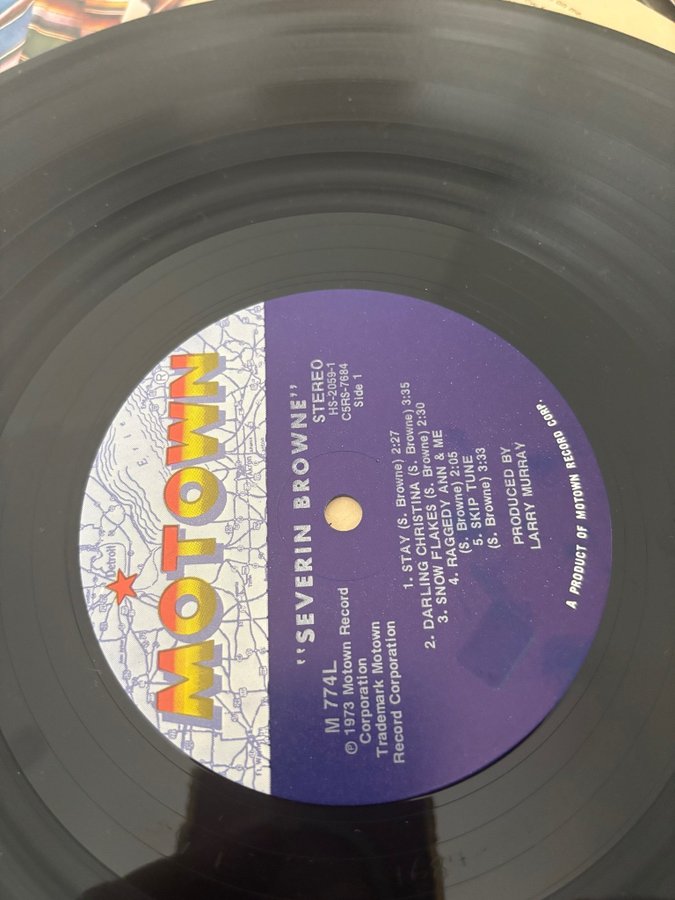 Detroit
ERIE
MOTOWN®
"SEVERIN BROWNE"
M 774L
℗ 1973 Motown Record
Corporation
Trademark Motown
Record Corporation
STEREO
HS-2059-1
C5RS-7684
Side 1
1. STAY (S. Browne) 2:27
2. DARLING CHRISTINA (S. Browne) 3:35
3. SNOW FLAKES (S. Browne) 2:30
4. RAGGEDY ANN & ME
(S. Browne) 2:05
5. SKIP TUNE
(S. Browne) 3:33
PRODUCED BY
LARRY MURRAY
A PRODUCT OF MOTOWN RECORD CORP.